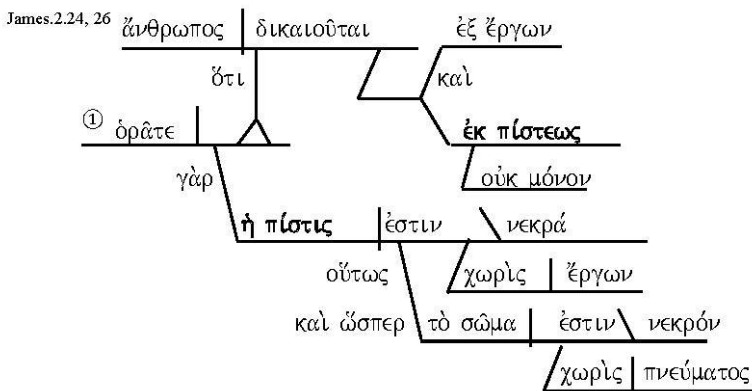 James.2.24, 26
ἄνθρωπος δικαιοῦται ἐξ ἔργων
ὅτι καὶ
① ὁρᾶτε ἐκ πίστεως
γὰρ οὐκ μόνον
ἡ πίστις ἐστιν νεκρά
οὕτως χωρὶς ἔργων
καὶ ὥσπερ τὸ σῶμα ἐστιν νεκρόν
χωρὶς πνεύματος